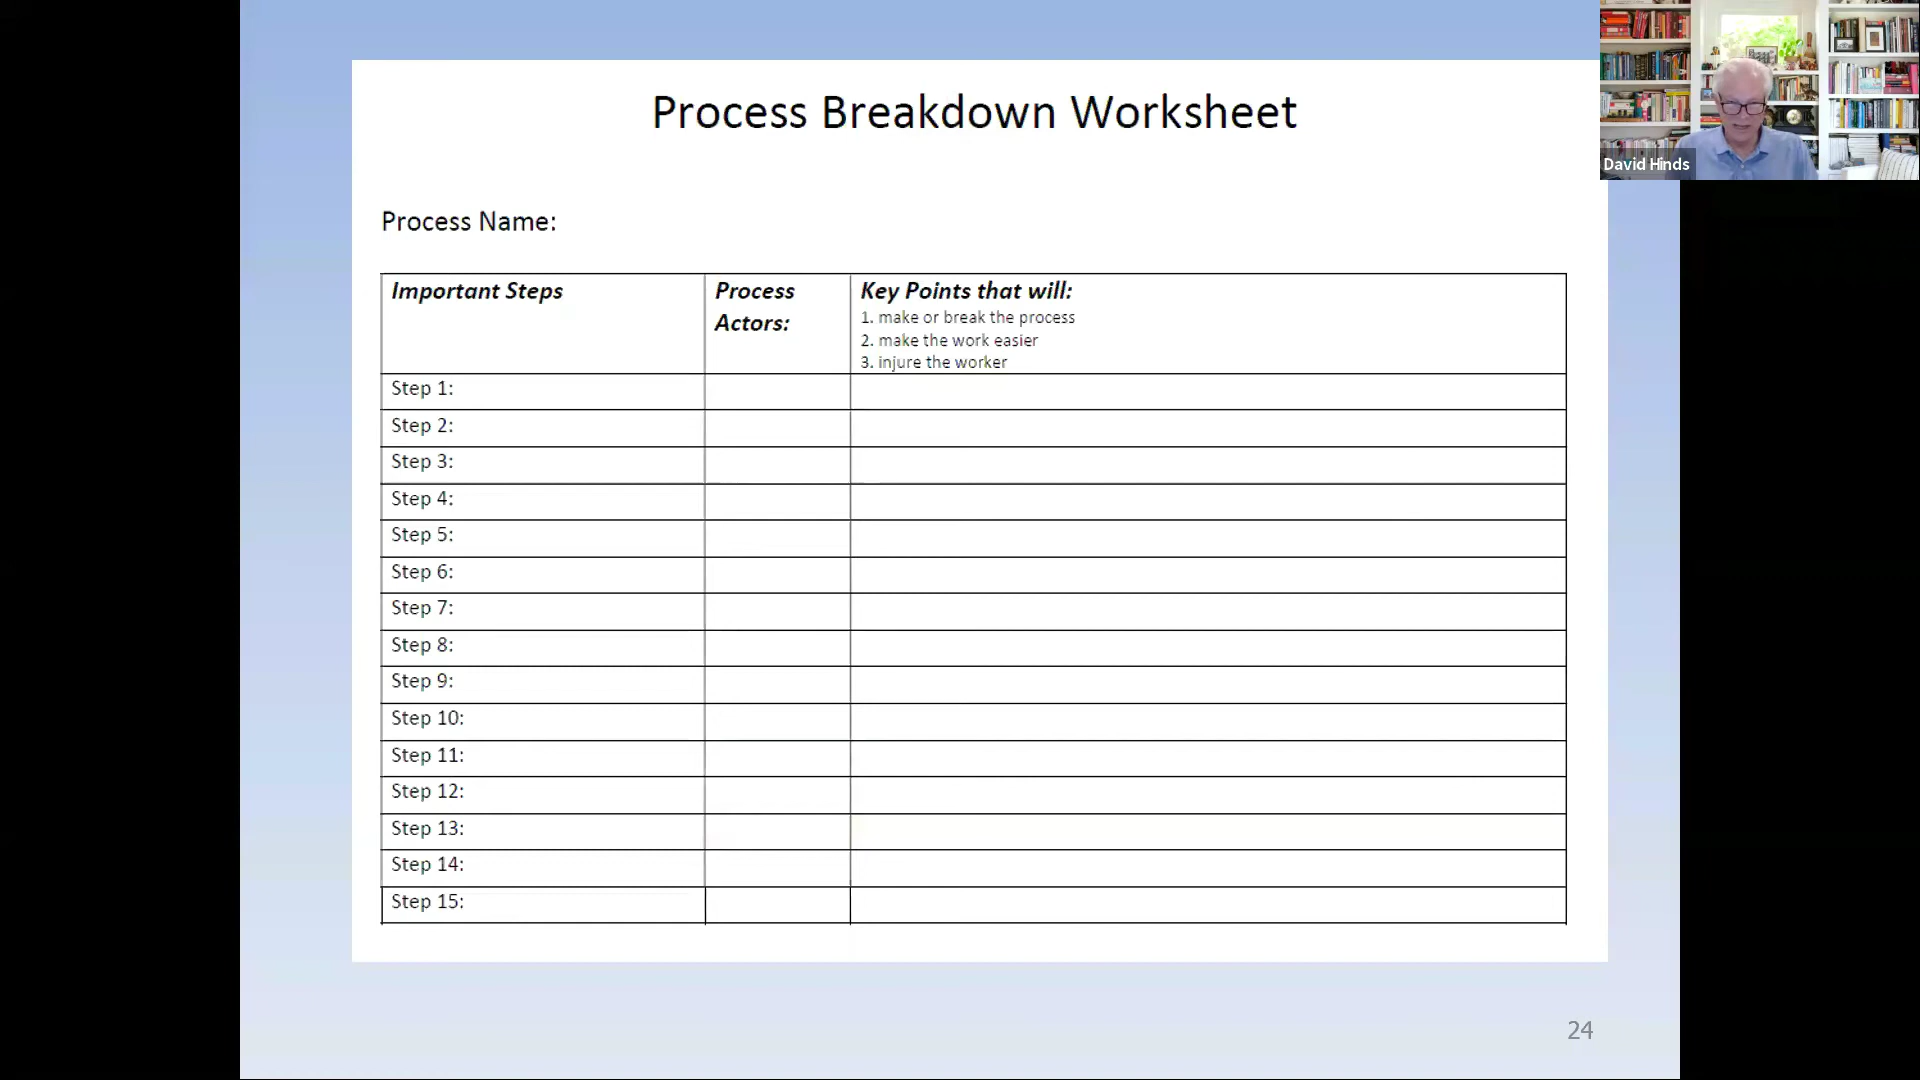 Process Breakdown Worksheet
David Hinds
Process Name:
Important Steps
Process
Actors:
Key Points that will:
1. make or break the process
2. make the work easier
3. injure the worker
Step 1:
Step 2:
Step 3:
Step 4:
Step 5:
Step 6:
Step 7:
Step 8:
Step 9:
Step 10:
Step 11:
Step 12:
Step 13:
Step 14:
Step 15:
24